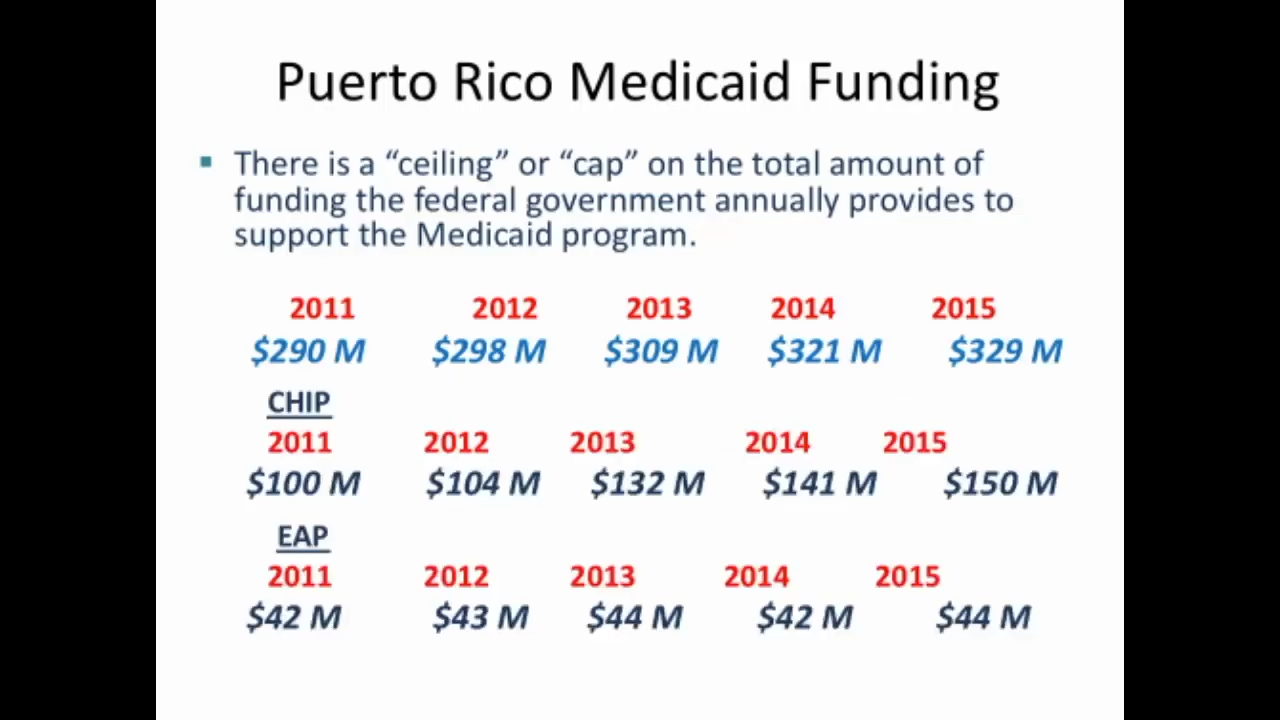 Puerto Rico Medicaid Funding
▪ There is a “ceiling” or “cap” on the total amount of
funding the federal government annually provides to
support the Medicaid program.
2011 2012 2013 2014 2015
$290 M $298 M $309 M $321 M $329 M
CHIP
2011 2012 2013 2014 2015
$100 M $104 M $132 M $141 M $150 M
EAP
2011 2012 2013 2014 2015
$42 M $43 M $44 M $42 M $44 M